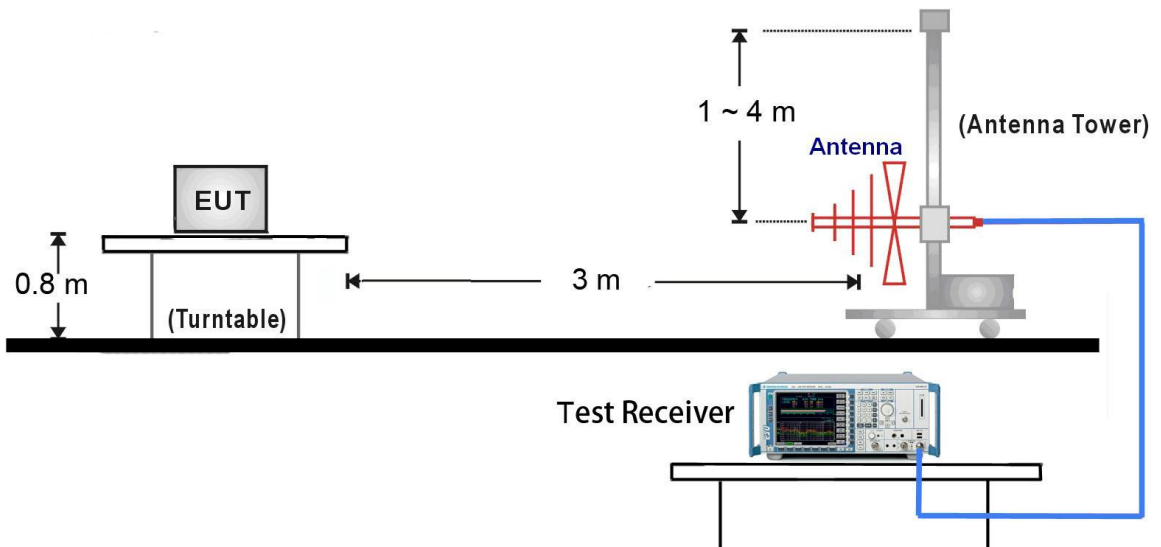 1 ~ 4 m
(Antenna Tower)
Antenna
EUT
0.8 m
3 m
(Turntable)
Test Receiver